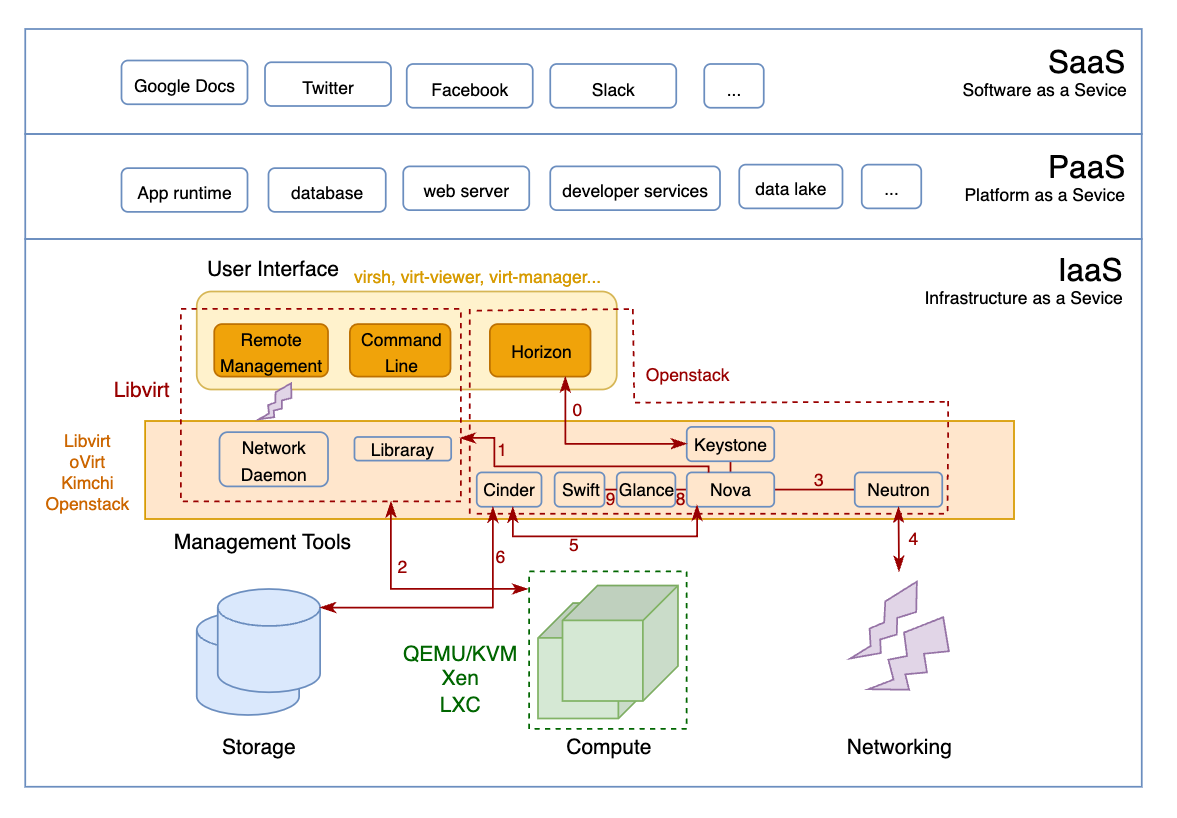 SaaS
Software as a Sevice
Google Docs
Twitter
Facebook
Slack
...
PaaS
Platform as a Sevice
App runtime
database
web server
developer services
data lake
...
IaaS
Infrastructure as a Sevice
User Interface
virsh, virt-viewer, virt-manager...
Remote
Management
Command
Line
Horizon
Openstack
Libvirt
0
Libvirt
oVirt
Kimchi
Openstack
Network
Daemon
Libraray
1
Keystone
Cinder
Swift
9
Glance
8
Nova
3
Neutron
Management Tools
2
6
5
4
QEMU/KVM
Xen
LXC
Storage
Compute
Networking